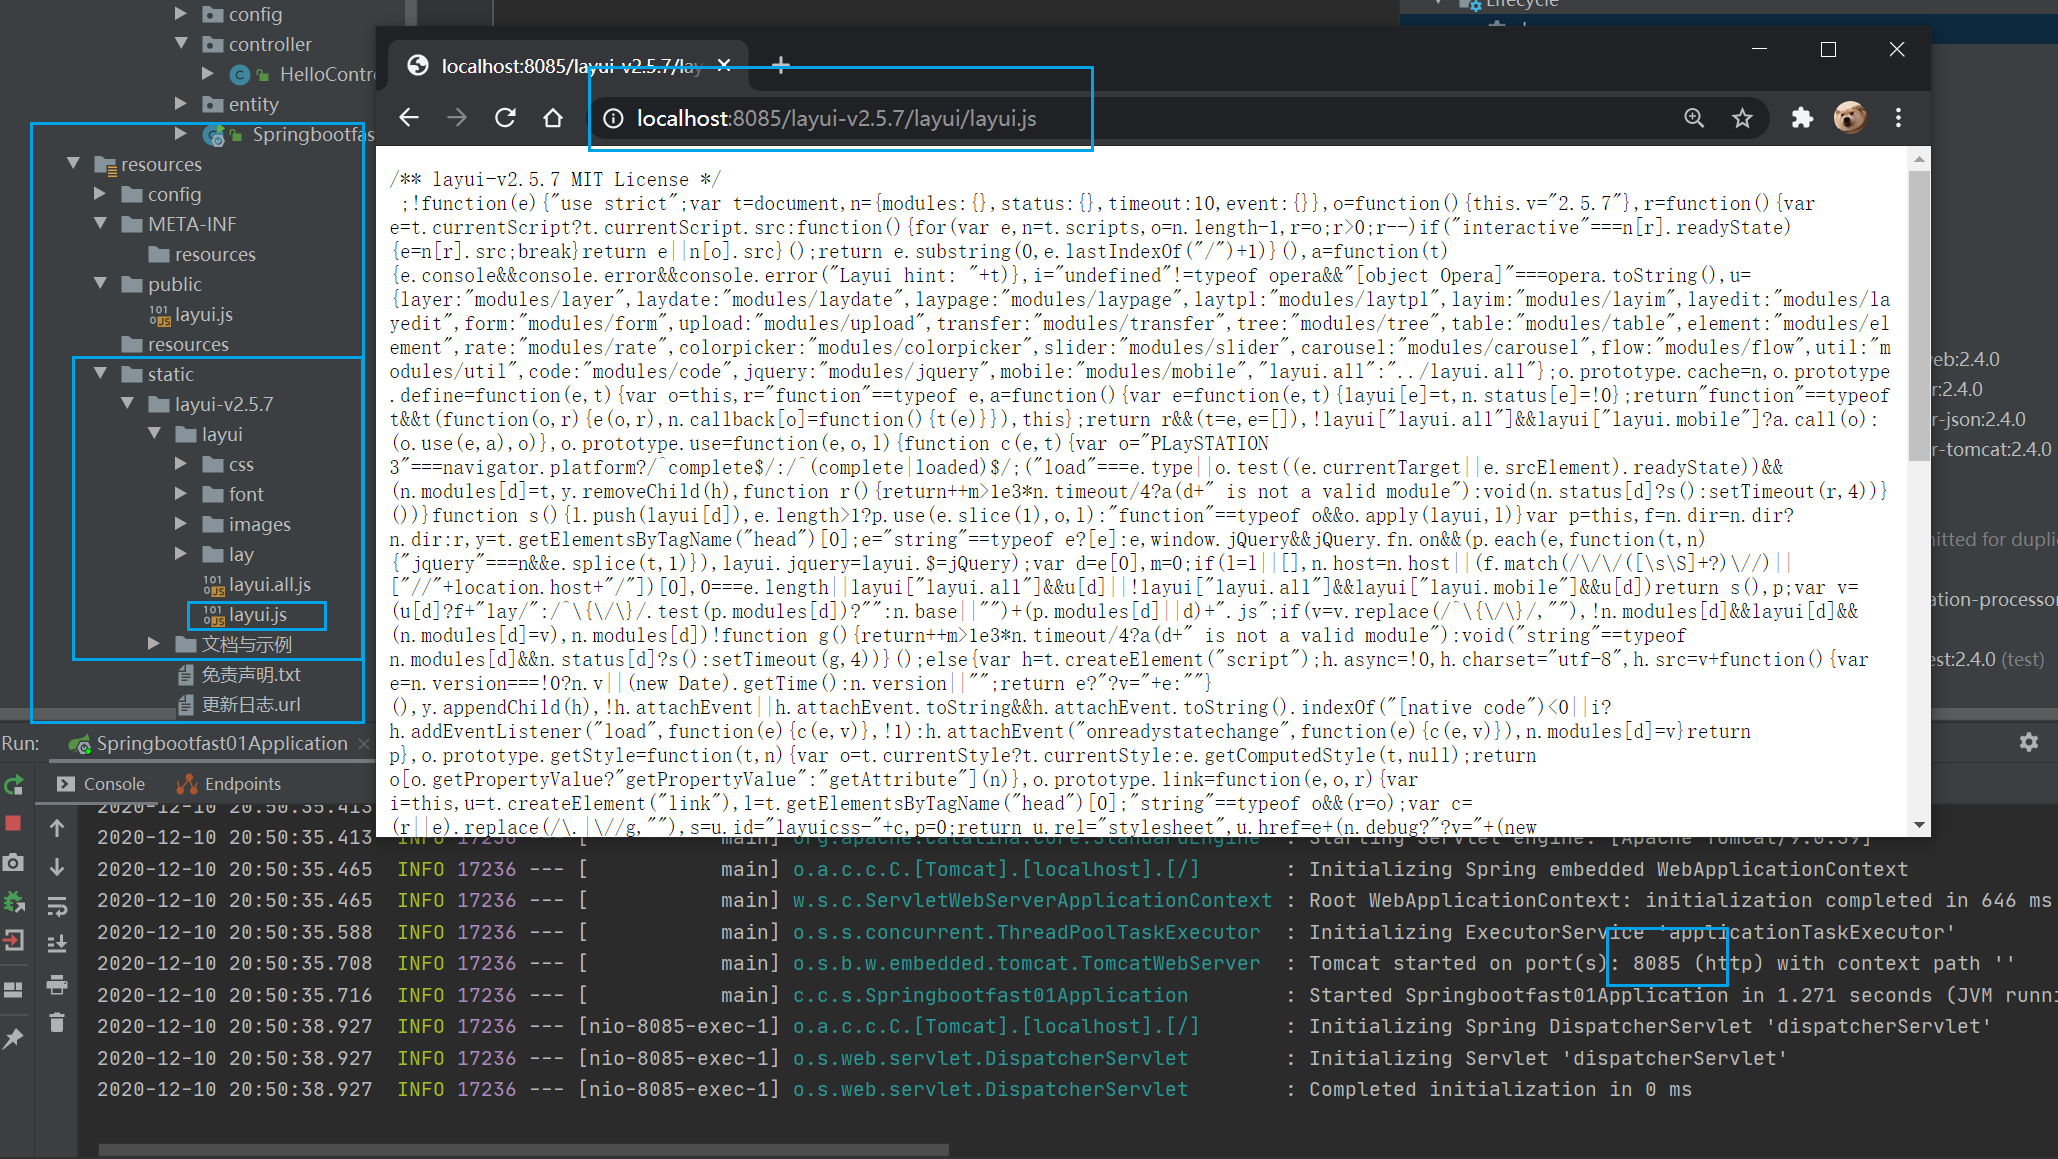 config
controller
HelloContr
entity
Springbootfas
resources
config
META-INF
resources
public
layui.js
resources
static
layui-v2.5.7
layui
css
font
images
lay
layui.all.js
layui.js
文档与示例
免责声明.txt
更新日志.url
Lifecycle
localhost:8085/layui-v2.5.7/lay
localhost:8085/layui-v2.5.7/layui/layui.js
/** layui-v2.5.7 MIT License */
;!function(e){"use strict";var t=document,n={modules:{},status:{},timeout:10,event:{}},o=function(){this.v="2.5.7"},r=function(){var
e=t.currentScript?t.currentScript.src:function(){for(var e,n=t.scripts,o=n.length-1,r=o;r>0;r--)if("interactive"===n[r].readyState)
{e=n[r].src;break}return e||n[o].src}();return e.substring(0,e.lastIndexOf("/")+1)}(),a=function(t)
{e.console&&console.error&&console.error("Layui hint: "+t)},i="undefined"!=typeof opera&&"[object Opera]"===opera.toString(),u=
{layer:"modules/layer",laydate:"modules/laydate",laypage:"modules/laypage",laytpl:"modules/laytpl",layim:"modules/layim",layedit:"modules/la
yedit",form:"modules/form",upload:"modules/upload",transfer:"modules/transfer",tree:"modules/tree",table:"modules/table",element:"modules/el
ement",rate:"modules/rate",colorpicker:"modules/colorpicker",slider:"modules/slider",carousel:"modules/carousel",flow:"modules/flow",util:"m
odules/util",code:"modules/code",jquery:"modules/jquery",mobile:"modules/mobile","layui.all":"../layui.all"};o.prototype.cache=n,o.prototype
.define=function(e,t){var o=this,r="function"==typeof e,a=function(){var e=function(e,t){layui[e]=t,n.status[e]=!0};return"function"==typeof
t&&t(function(o,r){e(o,r),n.callback[o]=function(){t(e)}}),this};return r&&(t=e,e=[]),!layui["layui.all"]&&layui["layui.mobile"]?a.call(o):
(o.use(e,a),o)},o.prototype.use=function(e,o,l){function c(e,t){var o="PLaySTATION
3"===navigator.platform?/^complete$/:/^(complete|loaded)$/;("load"===e.type||o.test((e.currentTarget||e.srcElement).readyState))&&
(n.modules[d]=t,y.removeChild(h),function r(){return++m>1e3*n.timeout/4?a(d+" is not a valid module"):void(n.status[d]?s():setTimeout(r,4))}
())}function s(){l.push(layui[d]),e.length>1?p.use(e.slice(1),o,l):"function"==typeof o&&o.apply(layui,l)}var p=this,f=n.dir=n.dir?
n.dir:r,y=t.getElementsByTagName("head")[0];e="string"==typeof e?[e]:e,window.jQuery&&jQuery.fn.on&&(p.each(e,function(t,n)
{"jquery"===n&&e.splice(t,1)}),layui.jquery=layui.$=jQuery);var d=e[0],m=0;if(l=l||[],n.host=n.host||(f.match(/\/\/([\s\S]+?)\//)||
["//"+location.host+"/"])[0],0===e.length||layui["layui.all"]&&u[d]||!layui["layui.all"]&&layui["layui.mobile"]&&u[d])return s(),p;var v=
(u[d]?f+"lay/":/^\{\/\}/.test(p.modules[d])?"":n.base||"")+(p.modules[d]||d)+".js";if(v=v.replace(/^\{\/\}/,""),!n.modules[d]&&layui[d]&&
(n.modules[d]=v),n.modules[d])!function g(){return++m>1e3*n.timeout/4?a(d+" is not a valid module"):void("string"==typeof
n.modules[d]&&n.status[d]?s():setTimeout(g,4))}();else{var h=t.createElement("script");h.async=!0,h.charset="utf-8",h.src=v+function(){var
e=n.version===!0?n.v||(new Date).getTime():n.version||"";return e?"?v="+e:""}
(),y.appendChild(h),!h.attachEvent||h.attachEvent.toString&&h.attachEvent.toString().indexOf("[native code")<0||i?
h.addEventListener("load",function(e){c(e,v)},!1):h.attachEvent("onreadystatechange",function(e){c(e,v)}),n.modules[d]=v}return
p},o.prototype.getStyle=function(t,n){var o=t.currentStyle?t.currentStyle:e.getComputedStyle(t,null);return
o[o.getPropertyValue?"getPropertyValue":"getAttribute"](n)},o.prototype.link=function(e,o,r){var
i=this,u=t.createElement("link"),l=t.getElementsByTagName("head")[0];"string"==typeof o&&(r=o);var c=
(r||e).replace(/\.|\//g,""),s=u.id="layuicss-"+c,p=0;return u.rel="stylesheet",u.href=e+(n.debug?"?v="+(new
eb:2.4.0
r:2.4.0
r-json:2.4.0
r-tomcat:2.4.0
itted for dupli
tion-processor
est:2.4.0 (test)
Run: Springbootfast01Application
Console Endpoints
2020-12-10 20:50:35.413
2020-12-10 20:50:35.413 INFO 17236 --- [ main] org.apache.catalina.core.StandardEngine : Starting Servlet engine: [Apache Tomcat/9.0.39]
2020-12-10 20:50:35.465 INFO 17236 --- [ main] o.a.c.c.C.[Tomcat].[localhost].[/] : Initializing Spring embedded WebApplicationContext
2020-12-10 20:50:35.465 INFO 17236 --- [ main] w.s.c.ServletWebServerApplicationContext : Root WebApplicationContext: initialization completed in 646 ms
2020-12-10 20:50:35.588 INFO 17236 --- [ main] o.s.s.concurrent.ThreadPoolTaskExecutor : Initializing ExecutorService 'applicationTaskExecutor'
2020-12-10 20:50:35.708 INFO 17236 --- [ main] o.s.b.w.embedded.tomcat.TomcatWebServer : Tomcat started on port(s): 8085 (http) with context path ''
2020-12-10 20:50:35.716 INFO 17236 --- [ main] c.c.s.Springbootfast01Application : Started Springbootfast01Application in 1.271 seconds (JVM runni
2020-12-10 20:50:38.927 INFO 17236 --- [nio-8085-exec-1] o.a.c.c.C.[Tomcat].[localhost].[/] : Initializing Spring DispatcherServlet 'dispatcherServlet'
2020-12-10 20:50:38.927 INFO 17236 --- [nio-8085-exec-1] o.s.web.servlet.DispatcherServlet : Initializing Servlet 'dispatcherServlet'
2020-12-10 20:50:38.927 INFO 17236 --- [nio-8085-exec-1] o.s.web.servlet.DispatcherServlet : Completed initialization in 0 ms